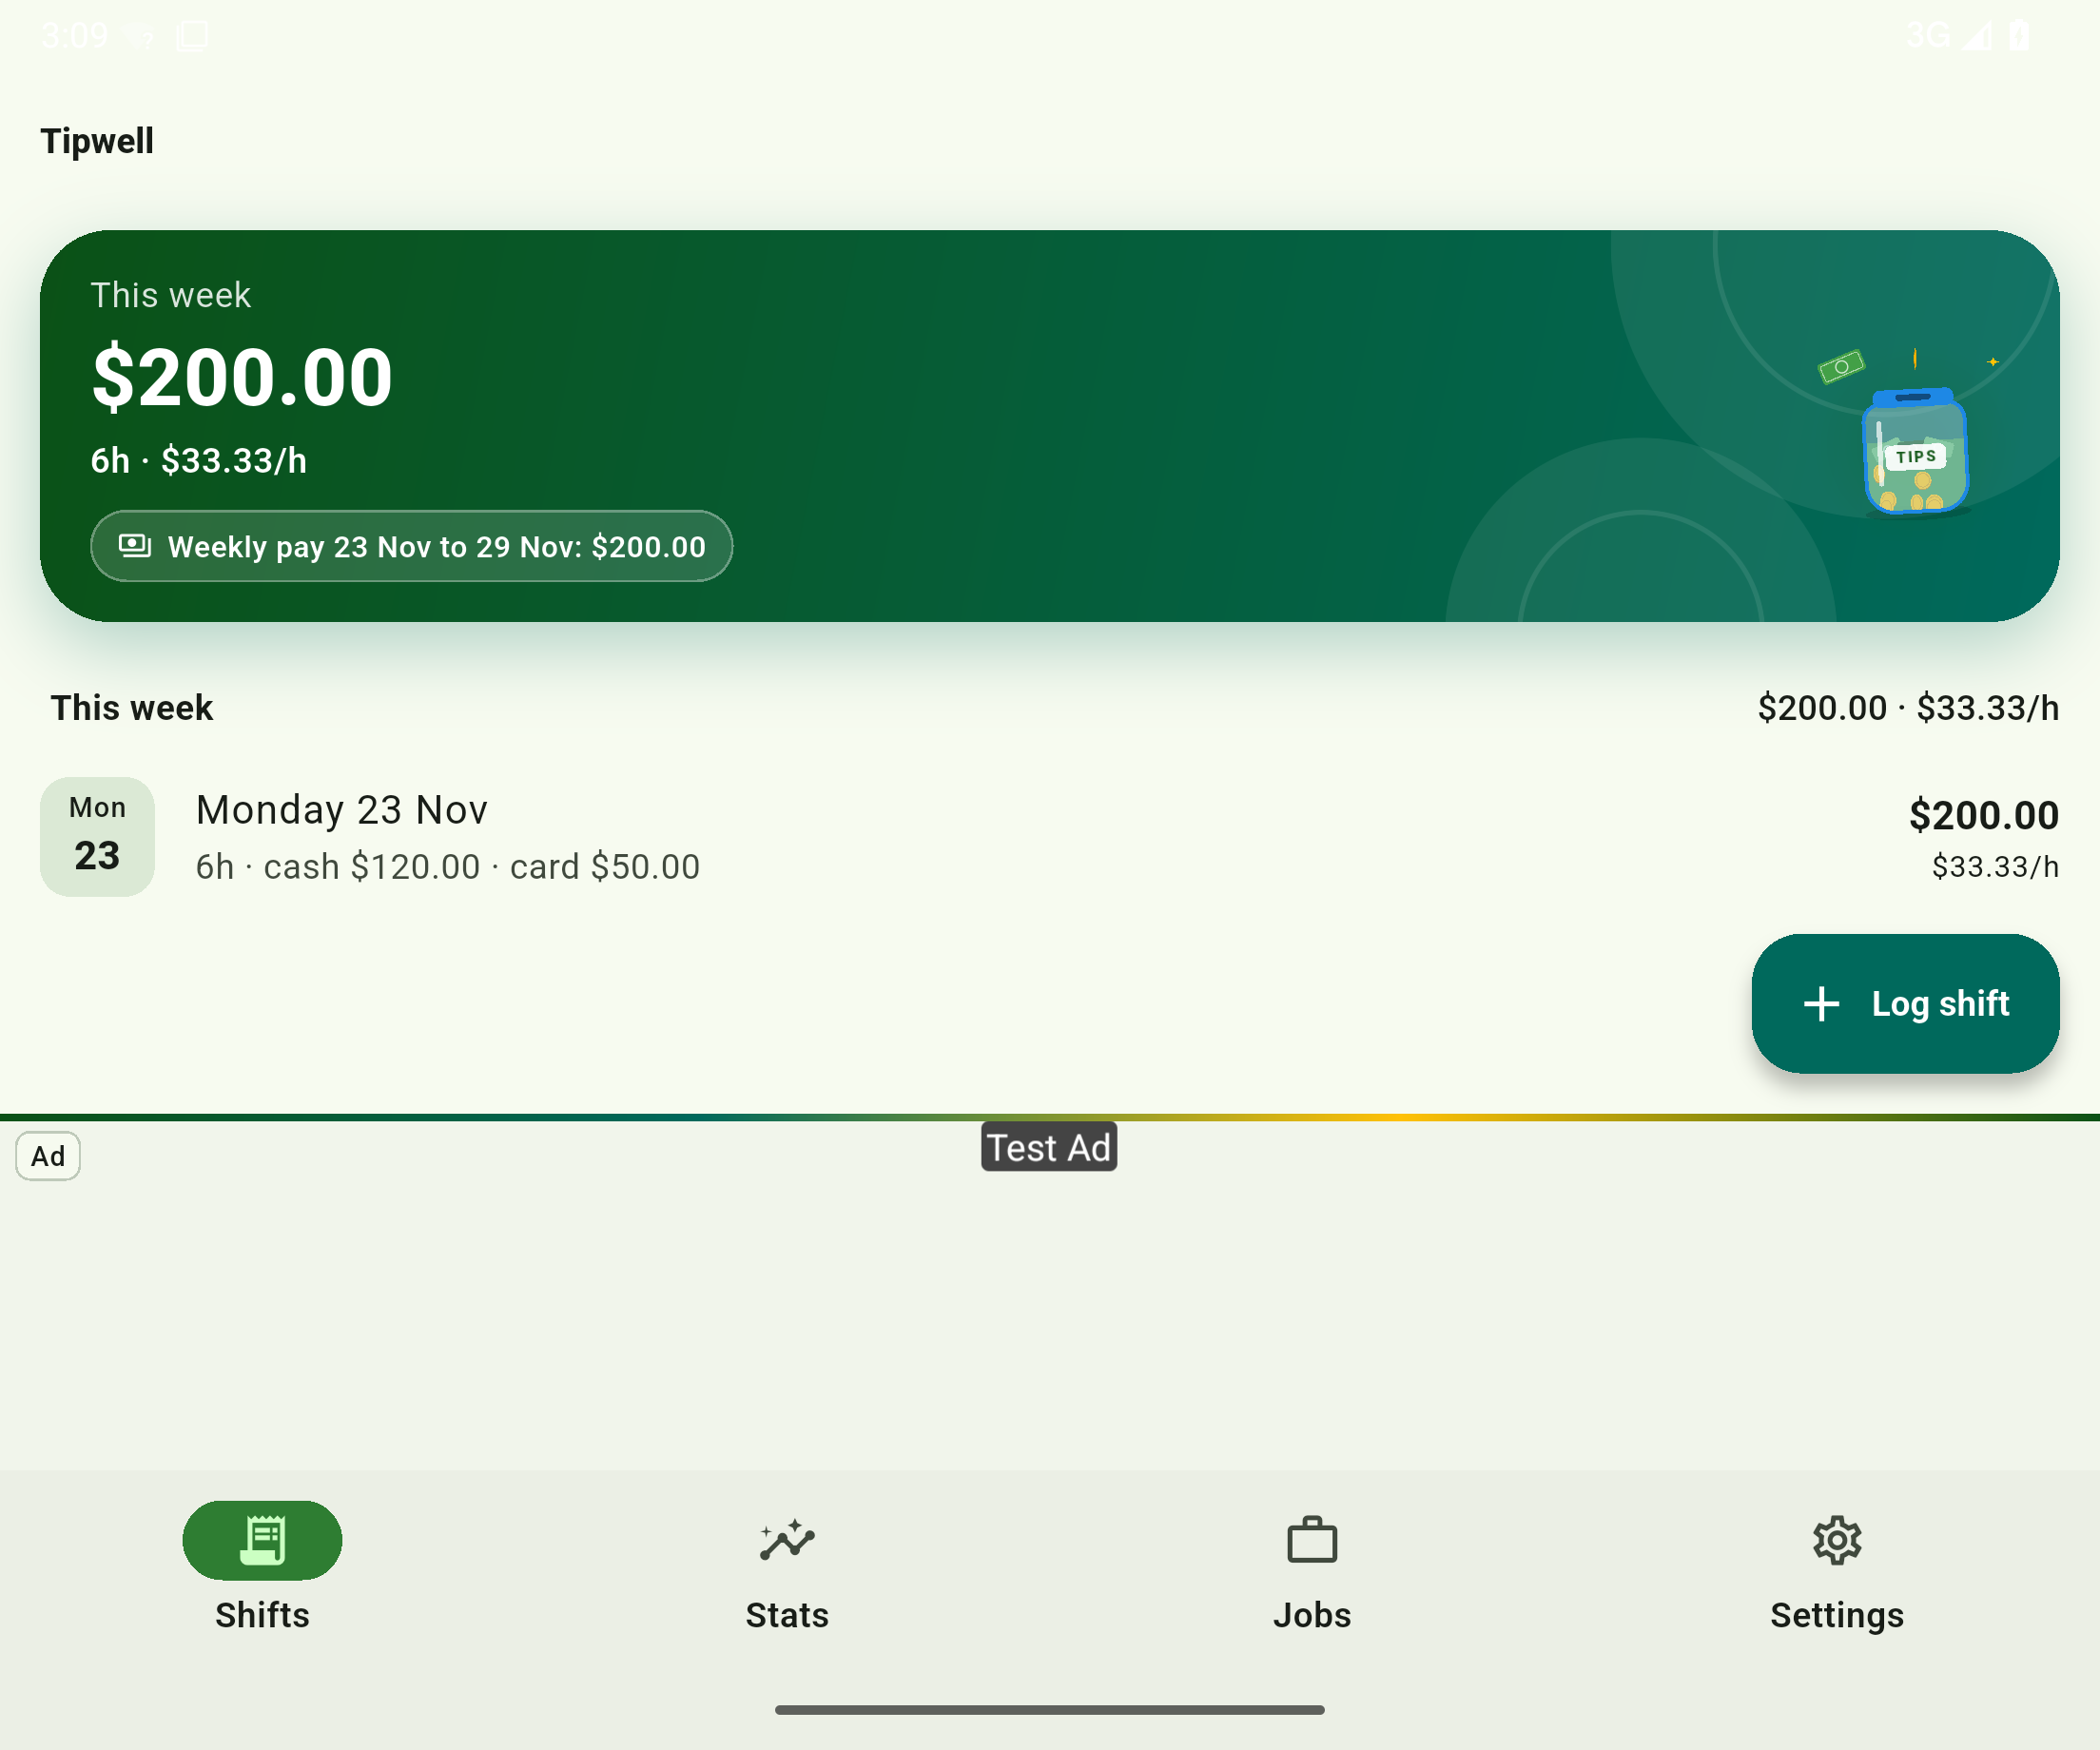 3:09
3G
Tipwell
This week
$200.00
6h · $33.33/h
Weekly pay 23 Nov to 29 Nov: $200.00
TIPS
This week
$200.00 · $33.33/h
Mon
23
Monday 23 Nov
6h · cash $120.00 · card $50.00
$200.00
$33.33/h
Log shift
Ad
Test Ad
Shifts
Stats
Jobs
Settings